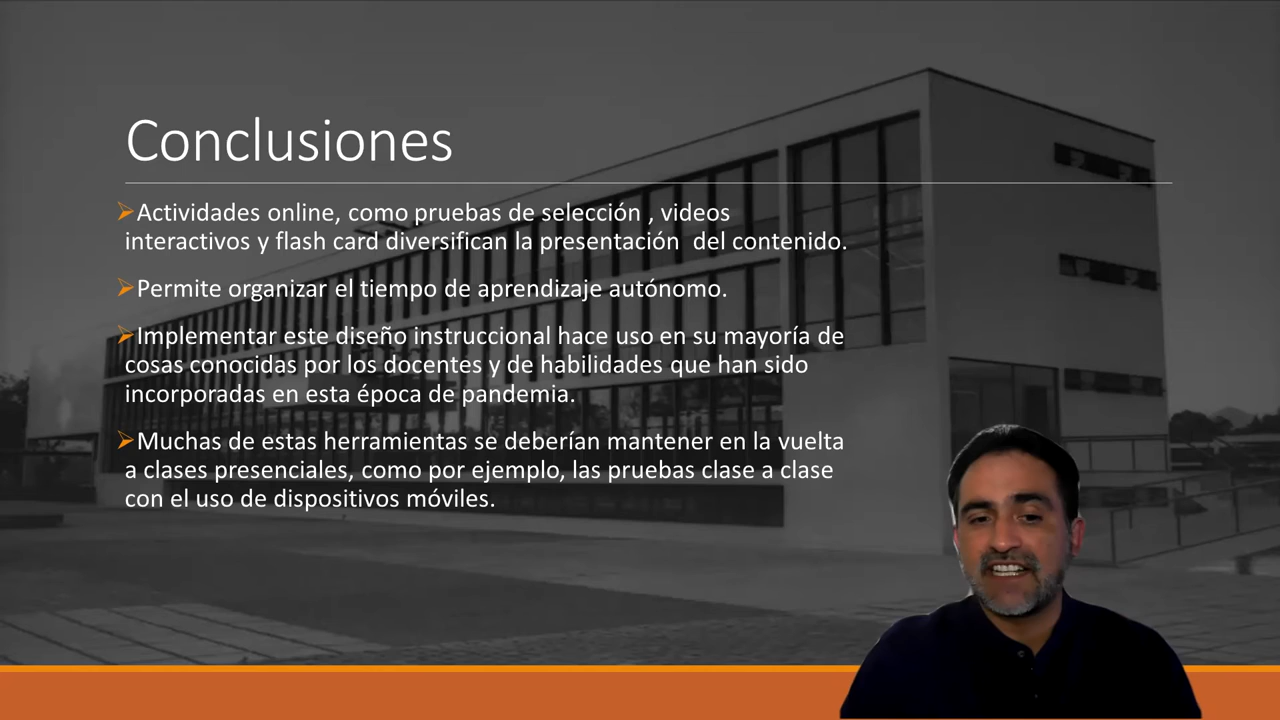 Conclusiones
Actividades online, como pruebas de selección , videos
interactivos y flash card diversifican la presentación  del contenido.
Permite organizar el tiempo de aprendizaje autónomo.
Implementar este diseño instruccional hace uso en su mayoría de
cosas conocidas por los docentes y de habilidades que han sido
incorporadas en esta época de pandemia.
Muchas de estas herramientas se deberían mantener en la vuelta
a clases presenciales, como por ejemplo, las pruebas clase a clase
con el uso de dispositivos móviles.